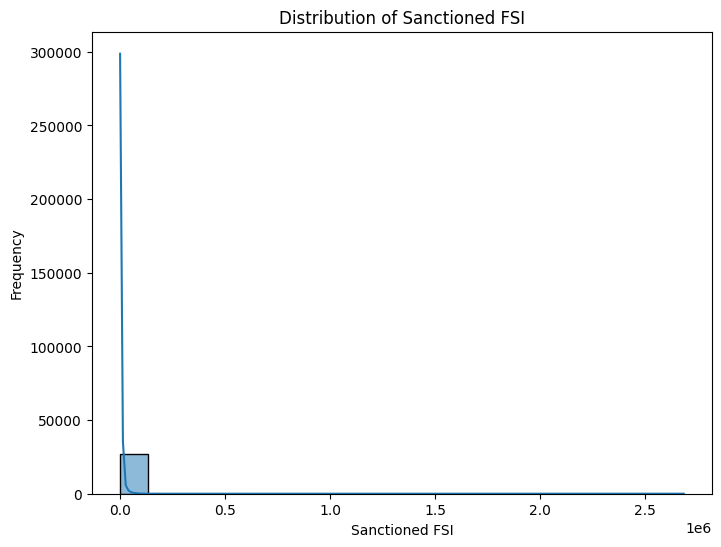 Distribution of Sanctioned FSI
300000
250000
200000
150000
100000
50000
0
Frequency
0.0 0.5 1.0 1.5 2.0 2.5
1e6
Sanctioned FSI